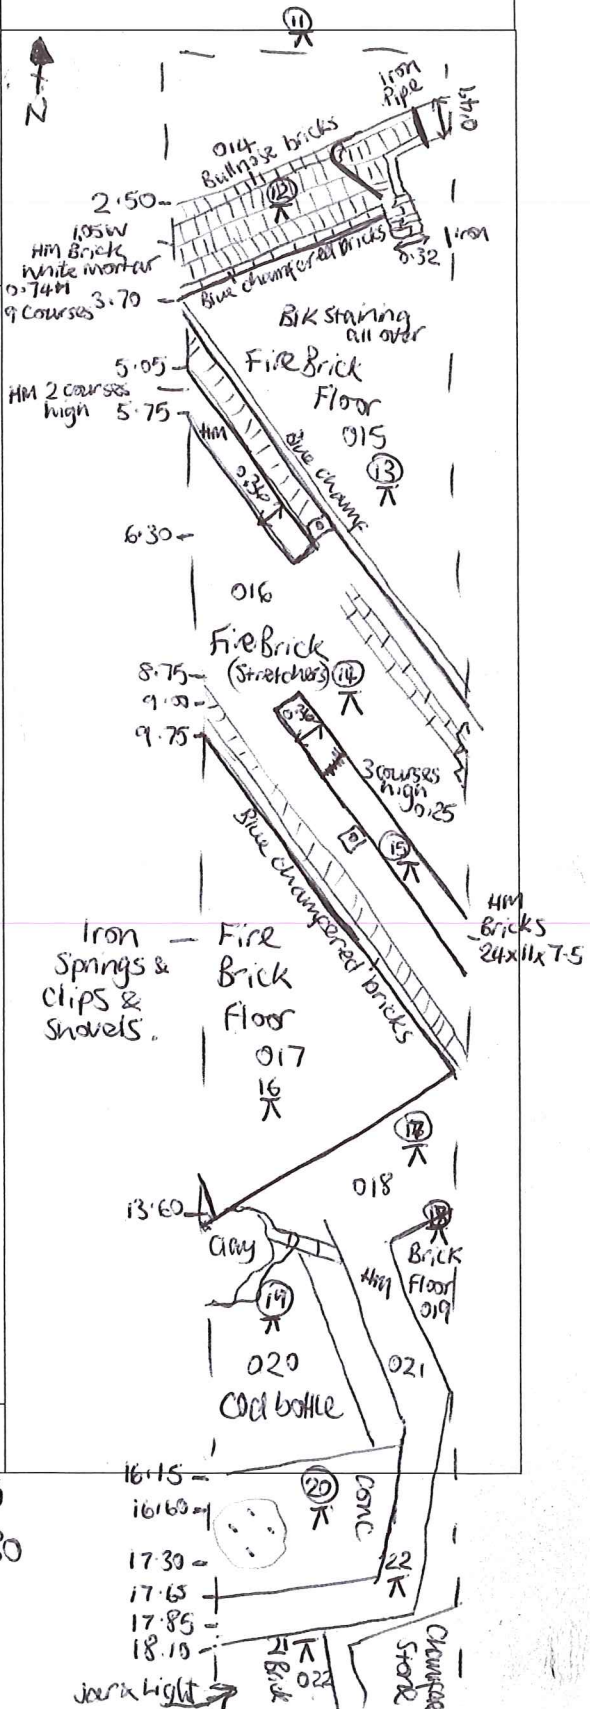 11
N
iron
Pipe
0.44
014
Bullnose bricks
12
2.50
1.05W
HM Brick
White mortar
0.74H
9 Courses
3.70
iron
0.32
Blue chamfered bricks
Blk staining
all over
5.05
Fire Brick
Floor
015
HM 2 courses
high
5.75
HM
0.36
Blue chamf
13
6.30
016
Fire Brick
(Stretchers)
14
8.75
9.00
9.75
0.36
3 courses
high
0.25
15
Blue chamfered bricks
HM
Bricks
24x11x7.5
Iron
Springs &
Clips &
Shovels.
Fire
Brick
Floor
017
16
17
018
13.60
18
Clay
HM
Brick
Floor
019
19
020
021
Cod bottle
16.15
16.60
20
CONC
17.30
22
17.65
17.85
18.10
21
Brick
022
Stone